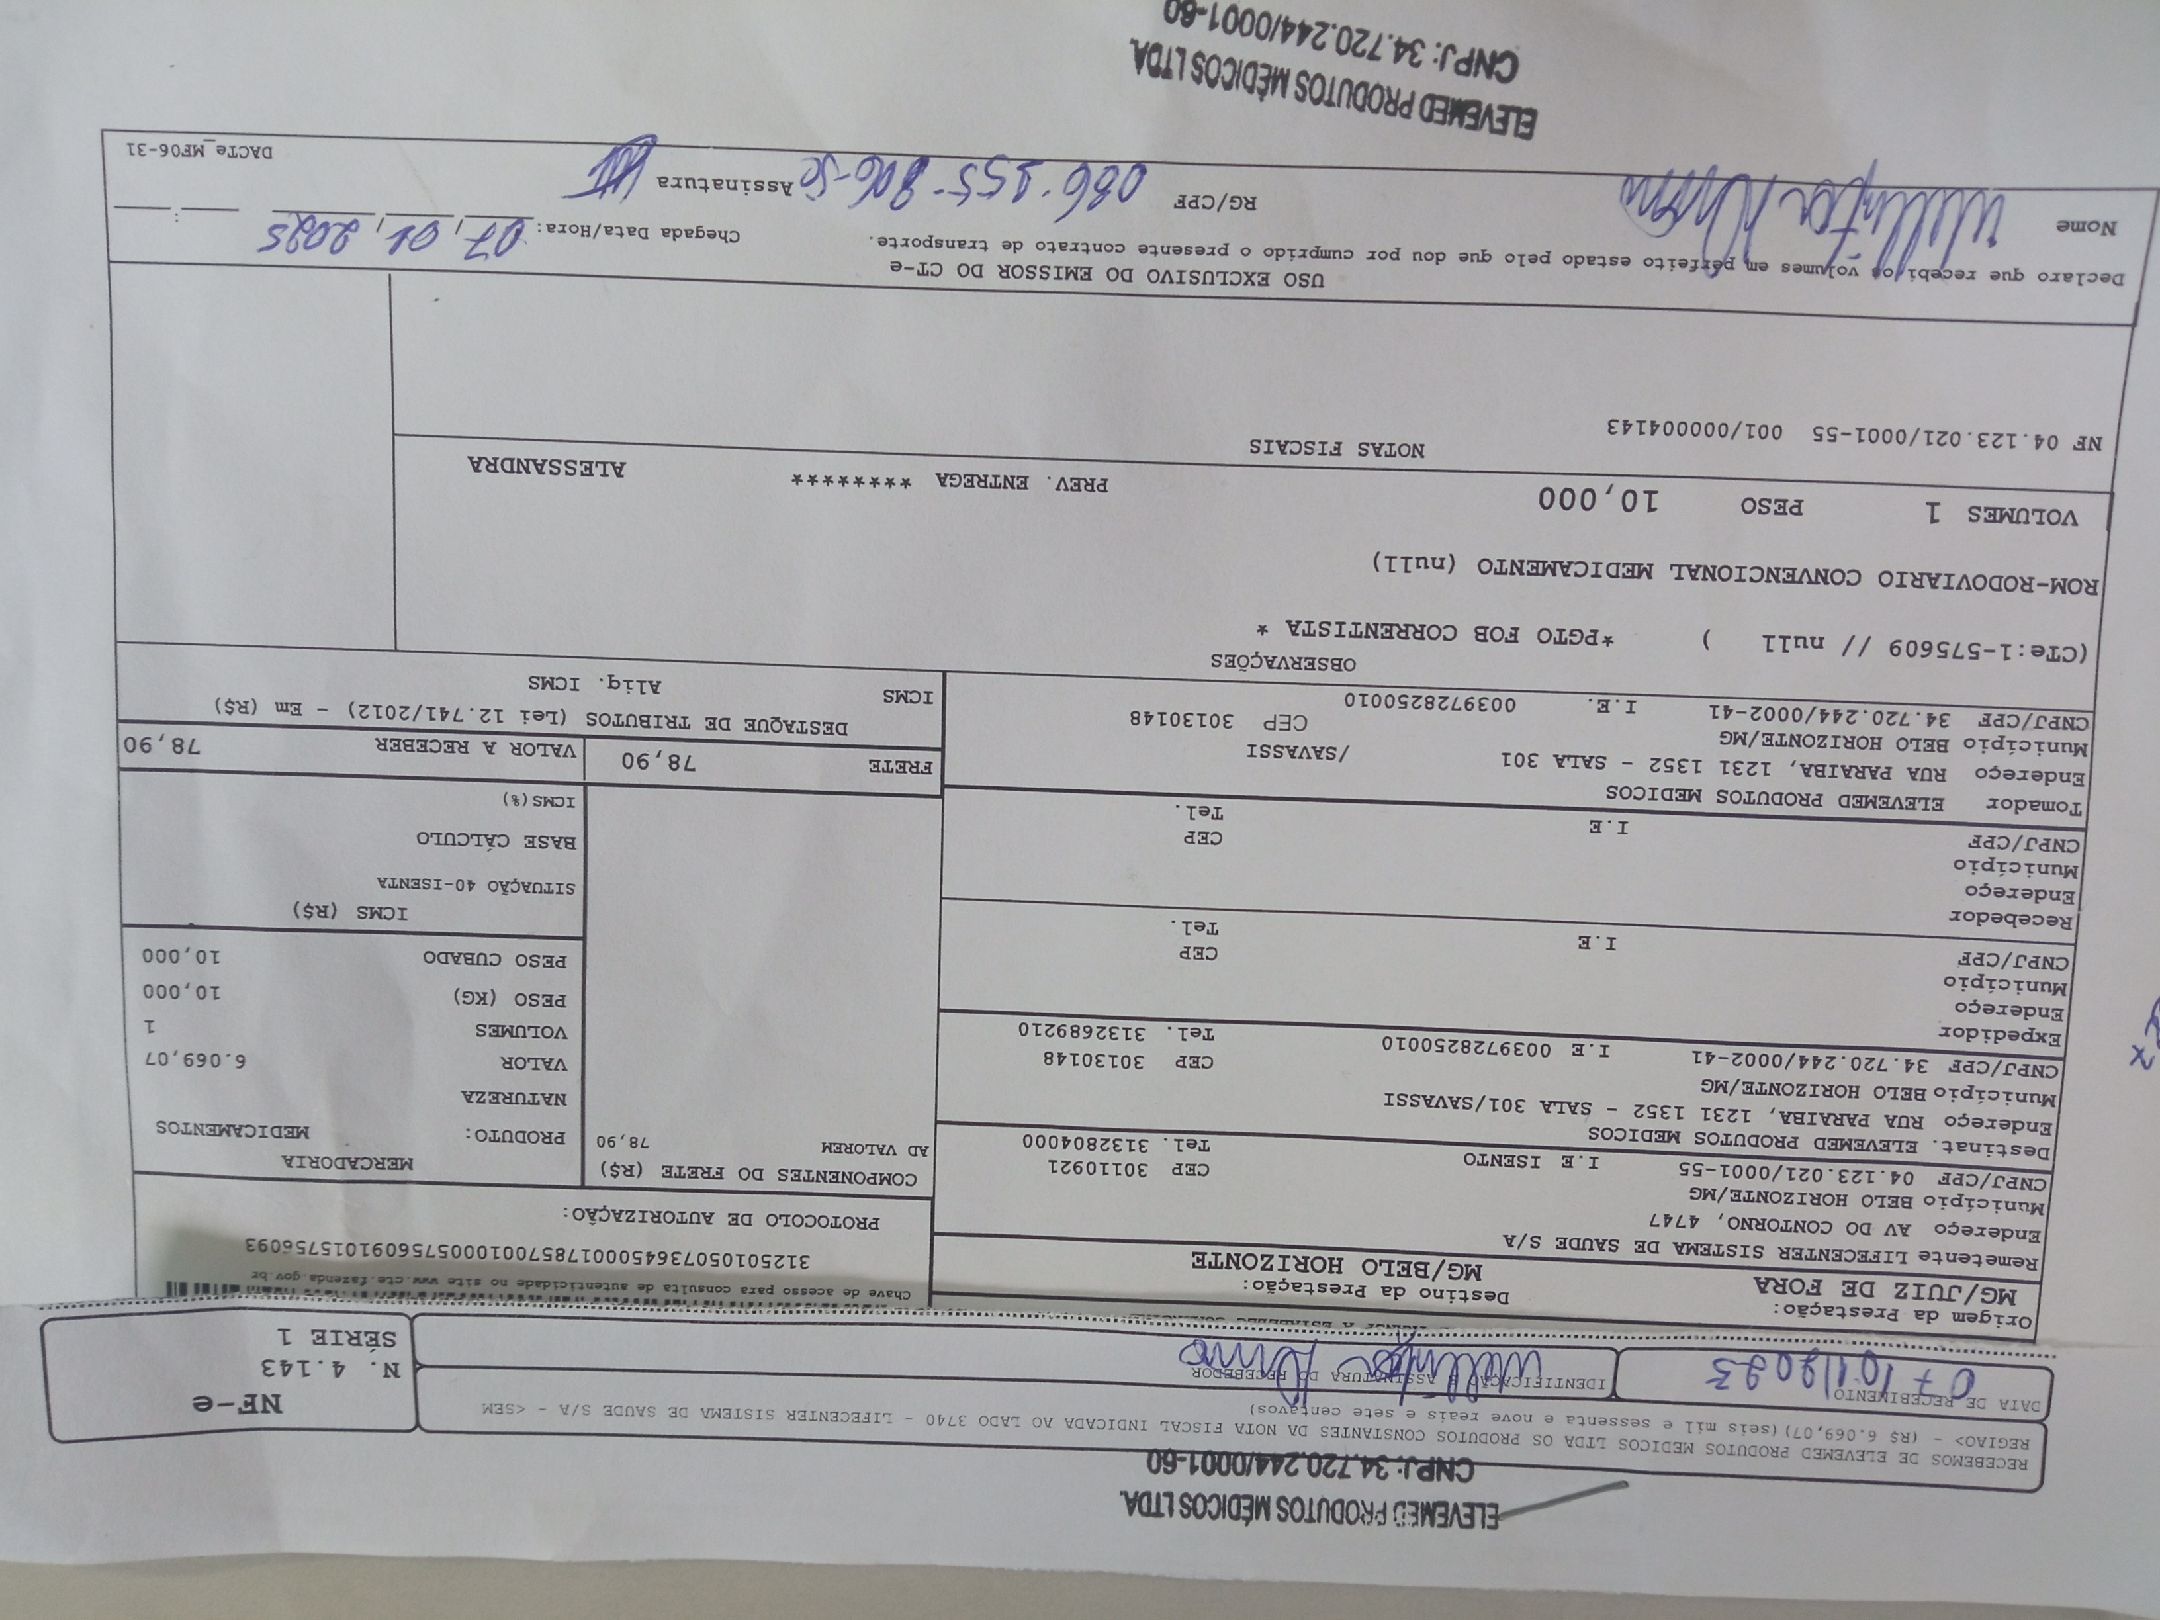 ELEVEMED PRODUTOS MÉDICOS LTDA.
CNPJ: 34.720.244/0001-60
RECEBEMOS DE ELEVEMED PRODUTOS MEDICOS LTDA OS PRODUTOS CONSTANTES DA NOTA FISCAL INDICADA AO LADO 3740 - LIFECENTER SISTEMA DE SAUDE S/A - <SEM
REGIAO> - (R$ 6.069,07) (seis mil e sessenta e nove reais e sete centavos)
NF-e
N. 4.143
SÉRIE 1
DATA DE RECEBIMENTO
IDENTIFICAÇÃO E ASSINATURA DO RECEBEDOR
Origem da Prestação:
MG/JUIZ DE FORA
Destino da Prestação:
MG/BELO HORIZONTE
Chave de acesso para consulta de autenticidade no site www.cte.fazenda.gov.br
3125010505073645000178570010005756091015756093
PROTOCOLO DE AUTORIZAÇÃO:
Remetente LIFECENTER SISTEMA DE SAUDE S/A
Endereço AV DO CONTORNO, 4747
Município BELO HORIZONTE/MG CEP 30110921
CNPJ/CPF 04.123.021/0001-55 I.E ISENTO Tel. 3132804000
Destinat. ELEVEMED PRODUTOS MEDICOS
Endereço RUA PARAIBA, 1231 1352 - SALA 301/SAVASSI
Município BELO HORIZONTE/MG CEP 30130148
CNPJ/CPF 34.720.244/0002-41 I.E 0039728250010 Tel. 3132689210
Expedidor
Endereço
Município CEP
CNPJ/CPF I.E Tel.
Recebedor
Endereço
Município CEP
CNPJ/CPF I.E Tel.
Tomador ELEVEMED PRODUTOS MEDICOS
Endereço RUA PARAIBA, 1231 1352 - SALA 301 /SAVASSI
Município BELO HORIZONTE/MG CEP 30130148
CNPJ/CPF 34.720.244/0002-41 I.E. 0039728250010
COMPONENTES DO FRETE (R$)
AD VALOREM 78,90
MERCADORIA
PRODUTO: MEDICAMENTOS
NATUREZA
VALOR 6.069,07
VOLUMES 1
PESO (KG) 10,000
PESO CUBADO 10,000
ICMS (R$)
SITUAÇÃO 40-ISENTA
BASE CÁLCULO
ICMS(%)
FRETE 78,90
VALOR A RECEBER 78,90
DESTAQUE DE TRIBUTOS (Lei 12.741/2012) - Em (R$)
ICMS Aliq. ICMS
OBSERVAÇÕES
(CTe:1-575609 // null ) *PGTO FOB CORRENTISTA *
ROM-RODOVIARIO CONVENCIONAL MEDICAMENTO (null)
VOLUMES 1 PESO 10,000 PREV. ENTREGA ******** ALESSANDRA
NOTAS FISCAIS
NF 04.123.021/0001-55 001/000004143
USO EXCLUSIVO DO EMISSOR DO CT-e
Declaro que recebi os volumes em perfeito estado pelo que dou por cumprido o presente contrato de transporte.
Chegada Data/Hora: 07/01/2025 __:__
Nome
RG/CPF
Assinatura
DACTe_MF06-31
ELEVEMED PRODUTOS MÉDICOS LTDA.
CNPJ: 34.720.244/0001-60